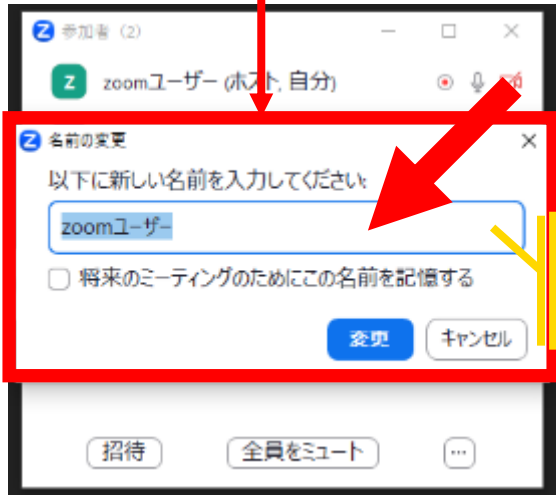 参加者 (2)
Z zoomユーザー (ホスト, 自分)
名前の変更
以下に新しい名前を入力してください:
zoomユーザー
将来のミーティングのためにこの名前を記憶する
変更 キャンセル
招待 全員をミュート ...